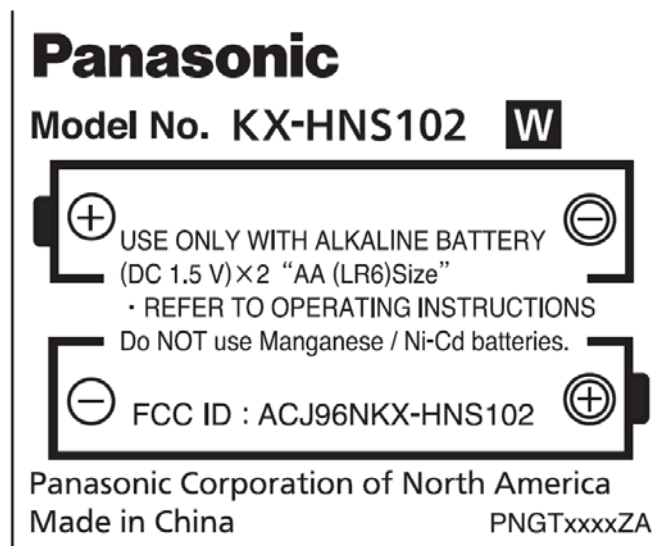 Panasonic
Model No. KX-HNS102 W
USE ONLY WITH ALKALINE BATTERY
(DC 1.5 V)×2 “AA (LR6)Size”
・REFER TO OPERATING INSTRUCTIONS
Do NOT use Manganese / Ni-Cd batteries.
FCC ID : ACJ96NKX-HNS102
Panasonic Corporation of North America
Made in China PNGTxxxxZA